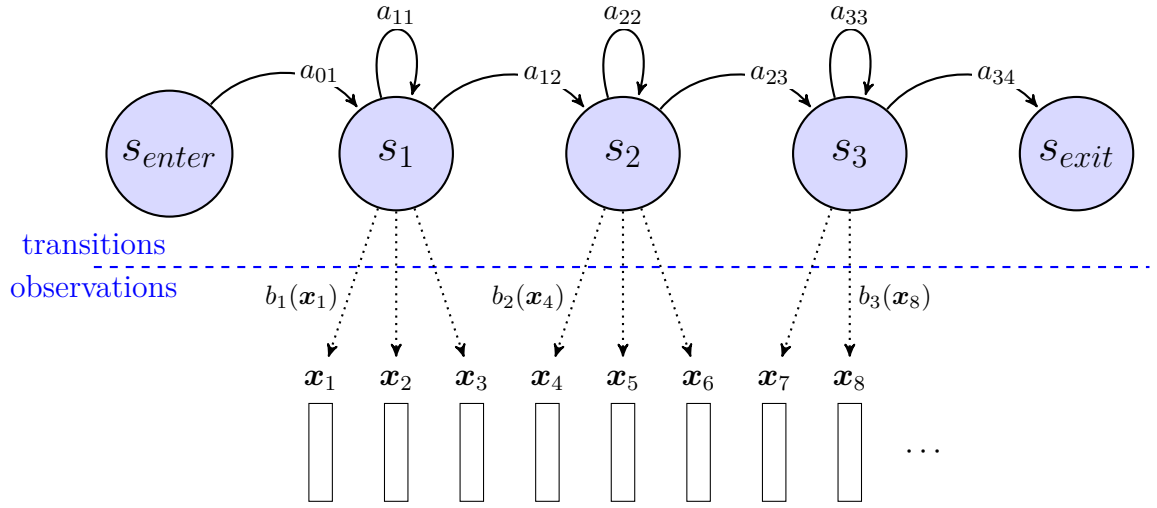 a₁₁ a₂₂ a₃₃
a₀₁ a₁₂ a₂₃ a₃₄
s_enter s₁ s₂ s₃ s_exit
transitions
observations
b₁(x₁) b₂(x₄) b₃(x₈)
x₁ x₂ x₃ x₄ x₅ x₆ x₇ x₈
...